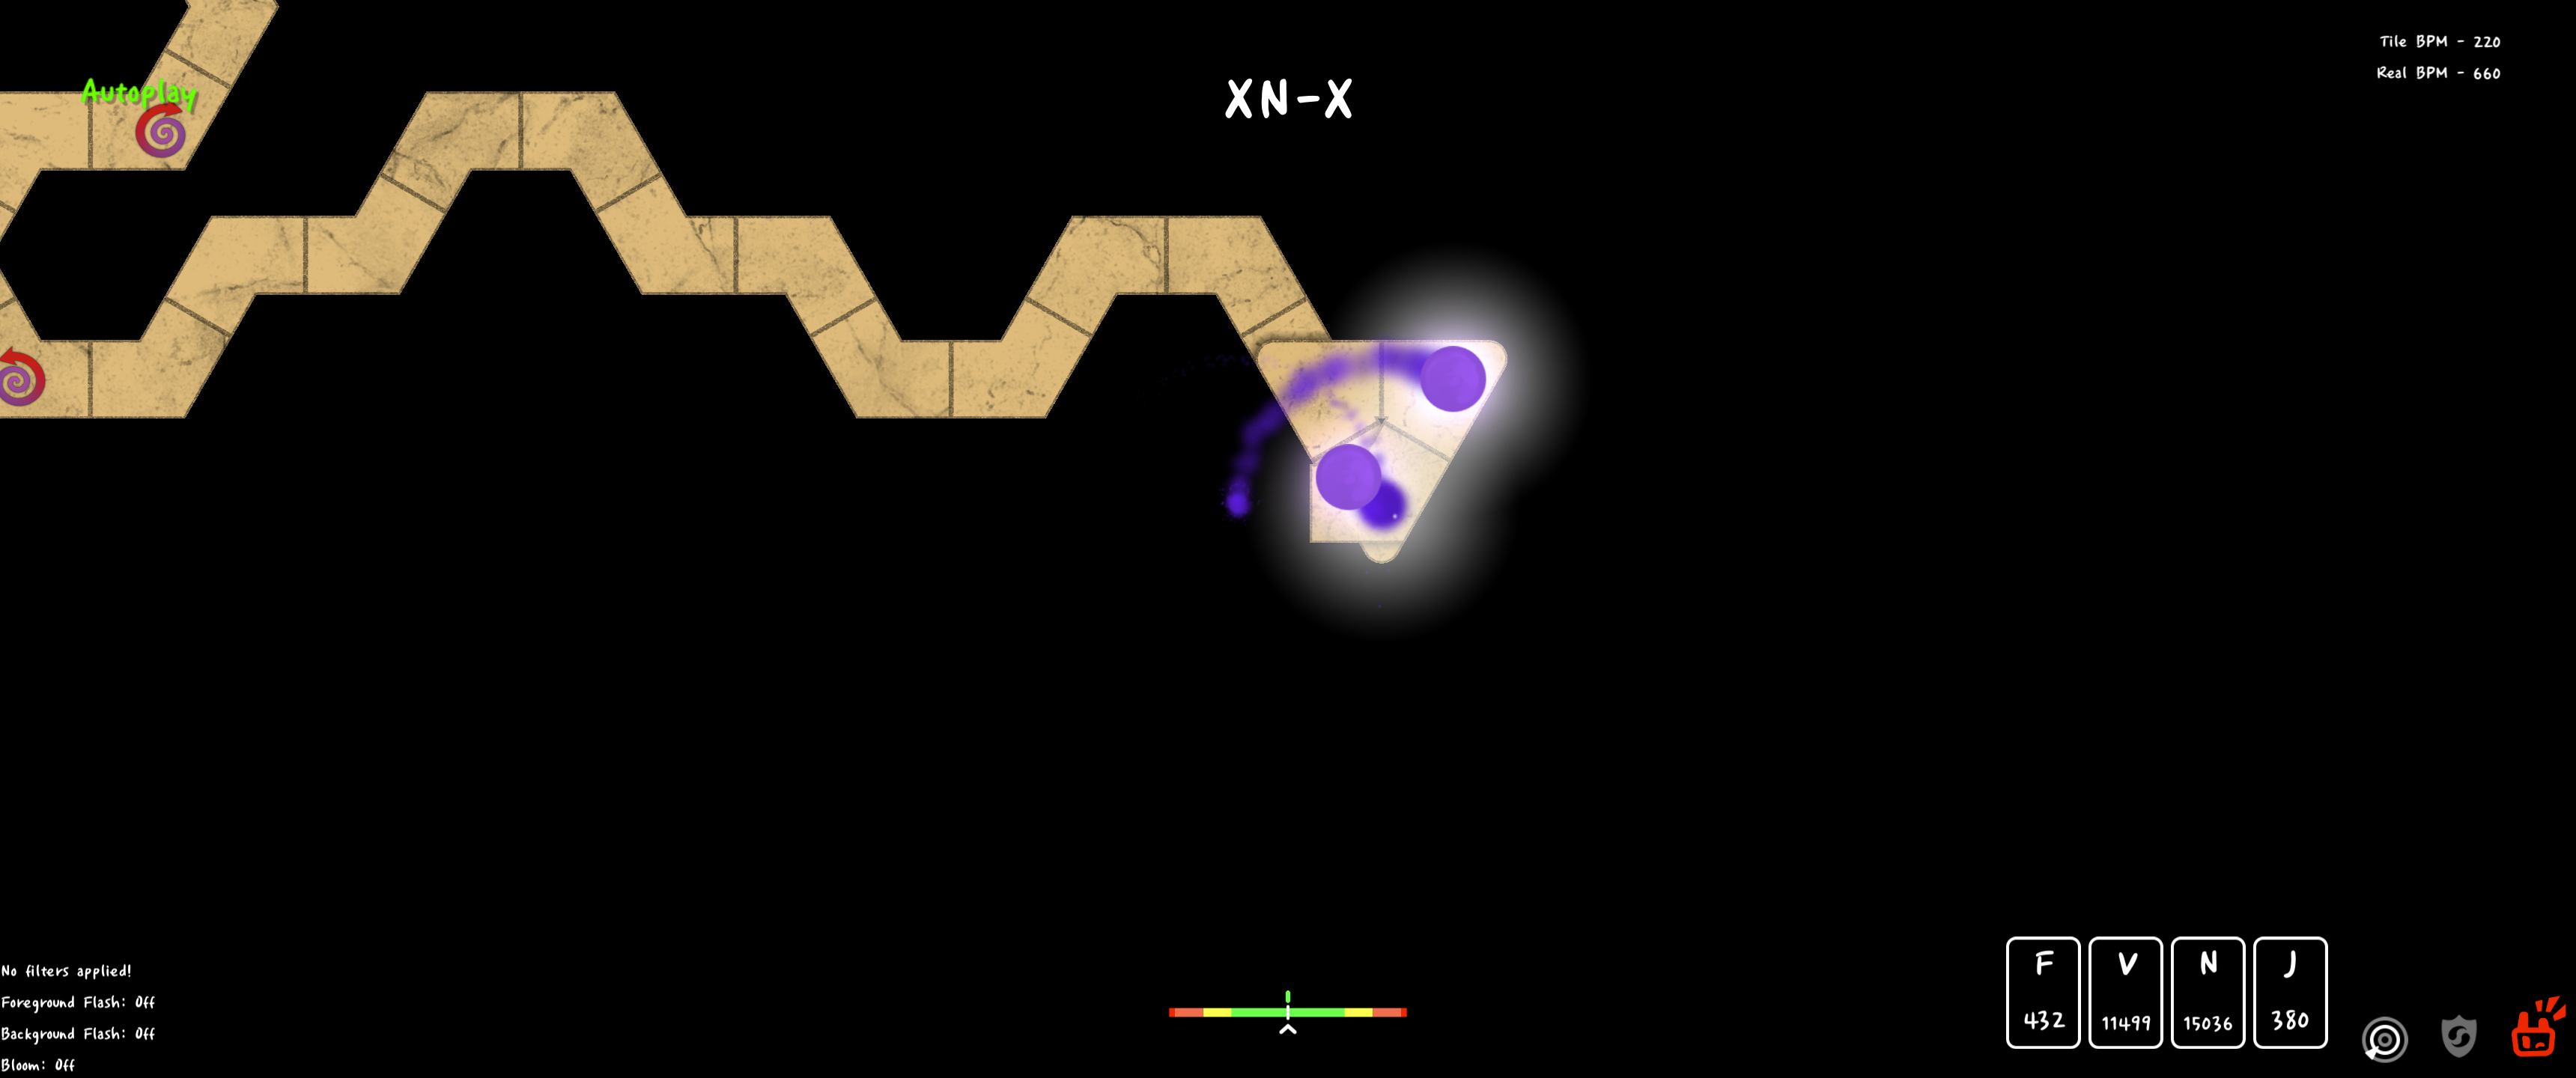 Tile BPM - 220
Real BPM - 660
Autoplay
XN-X
No filters applied!
Foreground Flash: Off
Background Flash: Off
Bloom: Off
F V N J
432 11499 15036 380